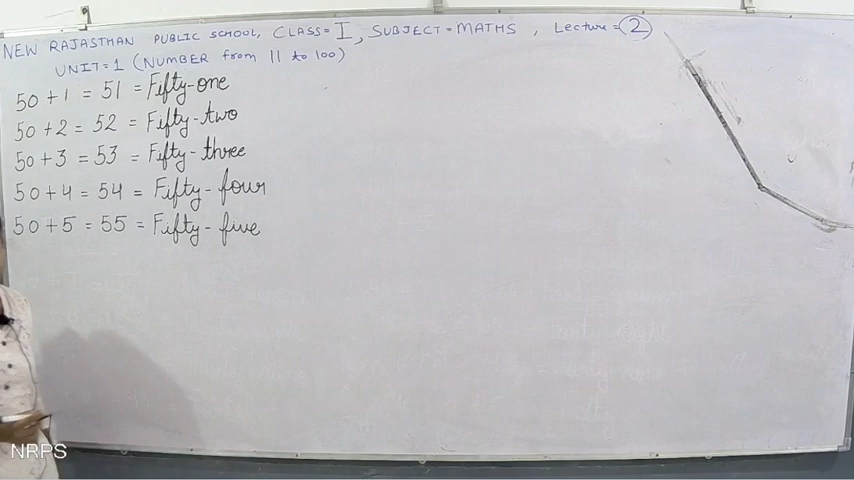 NEW RAJASTHAN PUBLIC SCHOOL, CLASS=I, SUBJECT=MATHS, Lecture=2
UNIT=1 (NUMBER from 11 to 100)
50+1=51=Fifty-one
50+2=52=Fifty-two
50+3=53=Fifty-three
50+4=54=Fifty-four
50+5=55=Fifty-five
NRPS